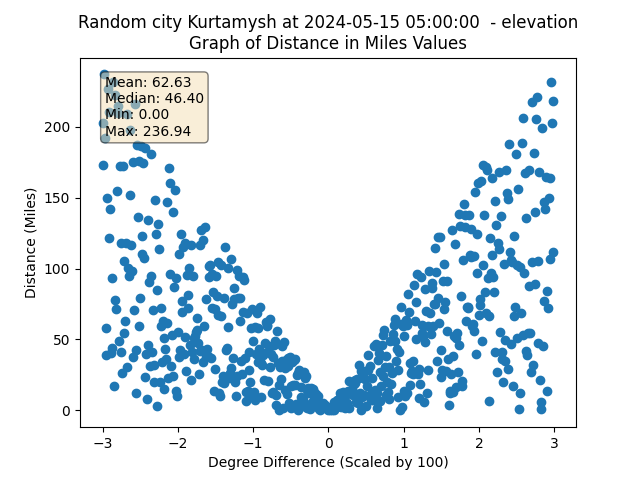 Random city Kurtamysh at 2024-05-15 05:00:00  - elevation
Graph of Distance in Miles Values
Mean: 62.63
Median: 46.40
Min: 0.00
Max: 236.94
200
150
100
50
0
Distance (Miles)
−3 −2 −1 0 1 2 3
Degree Difference (Scaled by 100)